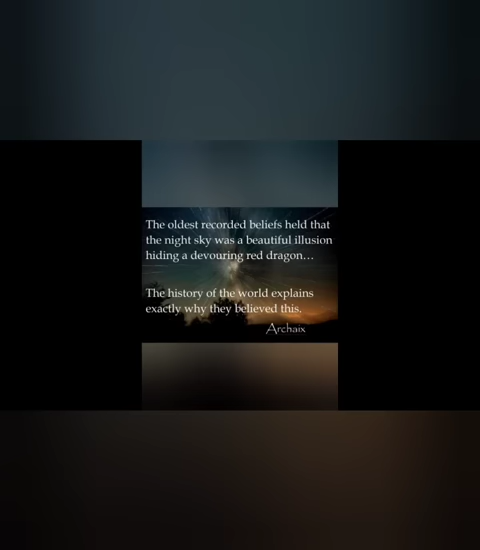 The oldest recorded beliefs held that
the night sky was a beautiful illusion
hiding a devouring red dragon...
The history of the world explains
exactly why they believed this.
Archaix